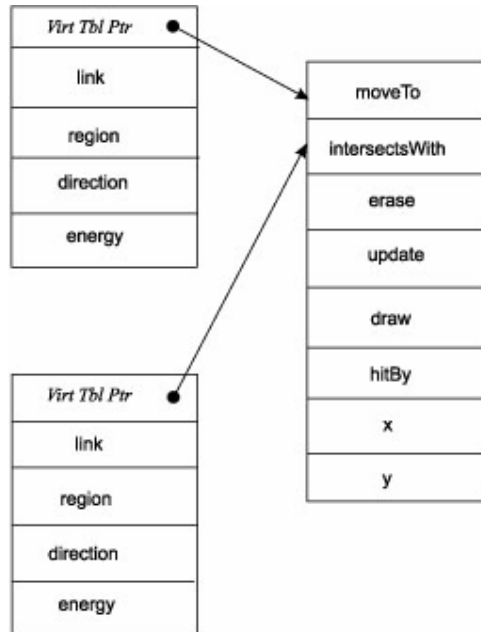 Virt Tbl Ptr
link
region
direction
energy
moveTo
intersectsWith
erase
update
draw
hitBy
x
y
Virt Tbl Ptr
link
region
direction
energy